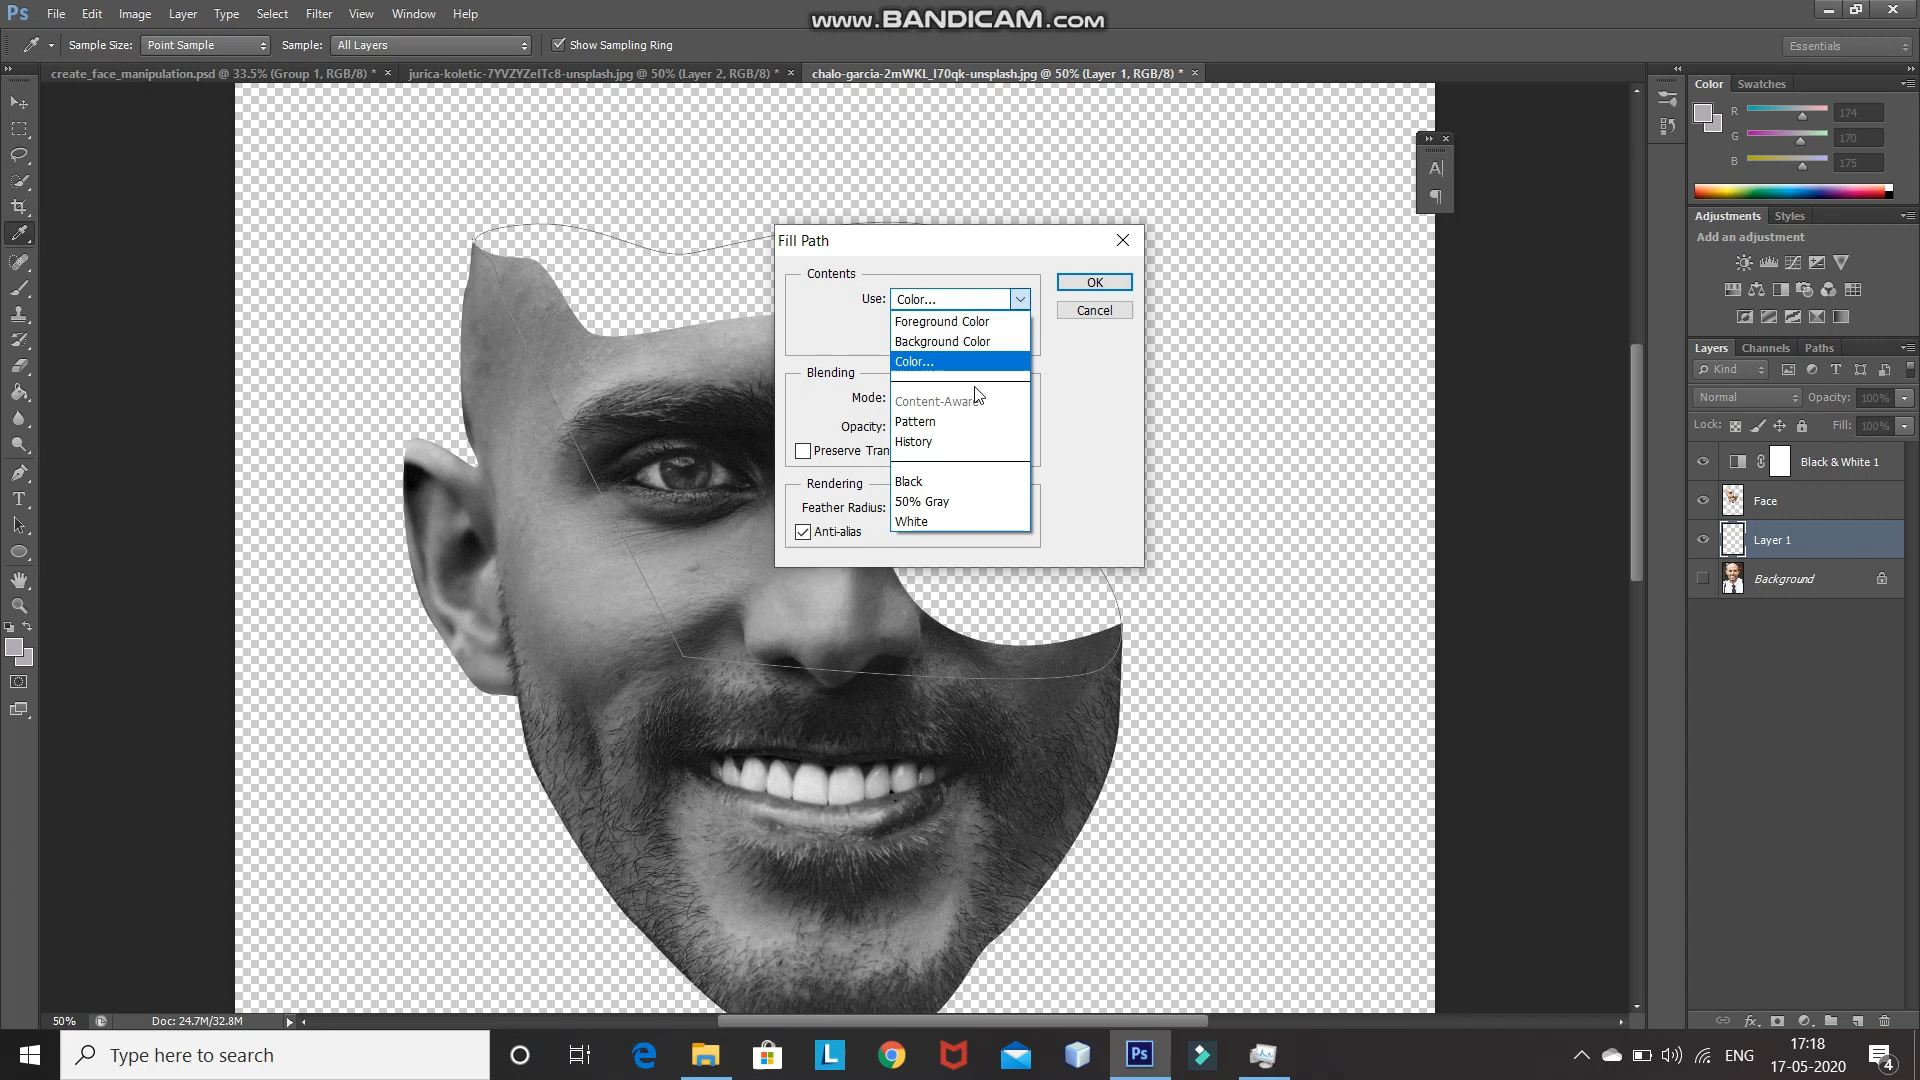 Ps File Edit Image Layer Type Select Filter View Window Help
www.BANDICAM.com
Sample Size: Point Sample Sample: All Layers Show Sampling Ring
Essentials
create_face_manipulation.psd @ 33.5% (Group 1, RGB/8) *
jurica-koletic-7YVZYZeITc8-unsplash.jpg @ 50% (Layer 2, RGB/8) *
chalo-garcia-2mWKL_I70qk-unsplash.jpg @ 50% (Layer 1, RGB/8) *
Color Swatches
R 174
G 170
B 175
Adjustments Styles
Add an adjustment
Layers Channels Paths
Kind
Normal Opacity: 100%
Lock: Fill: 100%
Black & White 1
Face
Layer 1
Background
Fill Path
Contents
Use: Color...
OK
Cancel
Foreground Color
Background Color
Color...
Content-Aware
Pattern
History
Black
50% Gray
White
Blending
Mode:
Opacity:
Preserve Tran
Rendering
Feather Radius:
Anti-alias
50% Doc: 24.7M/32.8M
Type here to search
L
Ps
ENG
17:18
17-05-2020
4